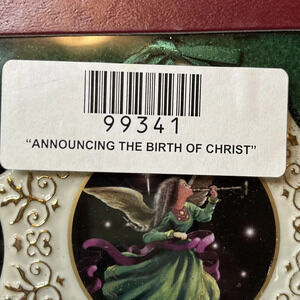 99341
“ANNOUNCING THE BIRTH OF CHRIST”